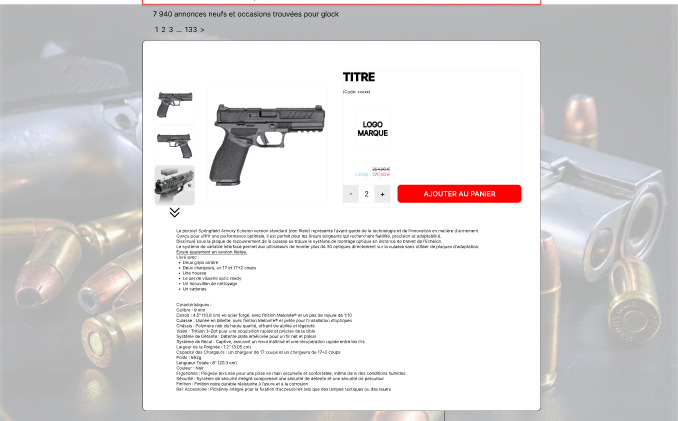 7 940 annonces neufs et occasions trouvées pour glock
1 2 3 ... 133 >
TITRE
(Code: xxxxx)
LOGO
MARQUE
- 2 +
AJOUTER AU PANIER
Le pistolet Springfield Armory Echelon version standard (non fileté) représente l'avant-garde de la technologie et de l'innovation en matière d'armement.
Conçu pour offrir une performance optimale, il est parfait pour les tireurs exigeants qui recherchent fiabilité, précision et adaptabilité.
Dissimulé sous la plaque de recouvrement de la culasse se trouve le système de montage optique en instance de brevet de l'Echelon.
Le système de variable interface permet aux utilisateurs de monter plus de 30 optiques directement sur la culasse sans utiliser de plaques d'adaptation.
Existe également en version filetée.
Livré avec :
Deux grips arrière
Deux chargeurs, un 17 et 17+2 coups
Une housse
Le set de visserie optic ready
Un écouvillon de nettoyage
Un cadenas
Caractéristiques :
Calibre : 9 mm
Canon : 4,5" (10,9 cm) en acier forgé, avec finition Melonite® et un pas de rayure de 1:10
Culasse : Usinée en billette, avec finition Melonite® et prête pour l'installation d'optiques
Châssis : Polymère noir de haute qualité, offrant durabilité et légèreté
Visée : Tritium 3-Dot pour une acquisition rapide et précise de la cible
Système de Détente : Détente plate améliorée pour un tir net et précis
Système de Recul : Captive, assurant un recul maîtrisé et une récupération rapide entre les tirs
Largeur de la Poignée : 1.2" (3,05 cm)
Capacité des Chargeurs : Un chargeur de 17 coups et un chargeurs de 17+3 coups
Poids : 680g
Longueur Totale : 8" (20.3 cm)
Couleur : Noir
Ergonomie : Poignée texturée pour une prise en main sécurisée et confortable, même dans des conditions humides
Sécurité : Système de sécurité intégré comprenant une sécurité de détente et une sécurité de percuteur
Finition : Finition noire durable résistante à l'usure et à la corrosion
Rail Accessoires : Picatinny intégré pour la fixation d'accessoires tels que des lampes tactiques ou des lasers